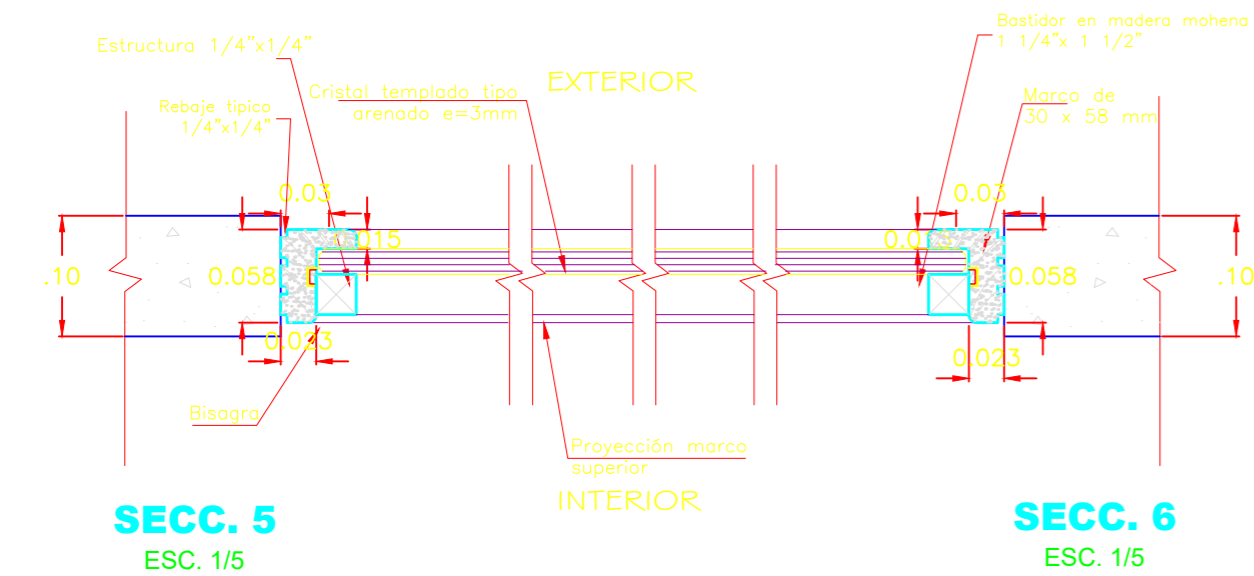 Bastidor en madera mohena
1 1/4"x 1 1/2"
Estructura 1/4"x1/4"
EXTERIOR
Cristal templado tipo
arenado e=3mm
Rebaje tipico
1/4"x1/4"
Marco de
30 x 58 mm
0.03
0.03
0.015
.10
0.058
0.058
.10
0.023
0.023
Bisagra
Proyección marco
superior
INTERIOR
SECC. 5
ESC. 1/5
SECC. 6
ESC. 1/5